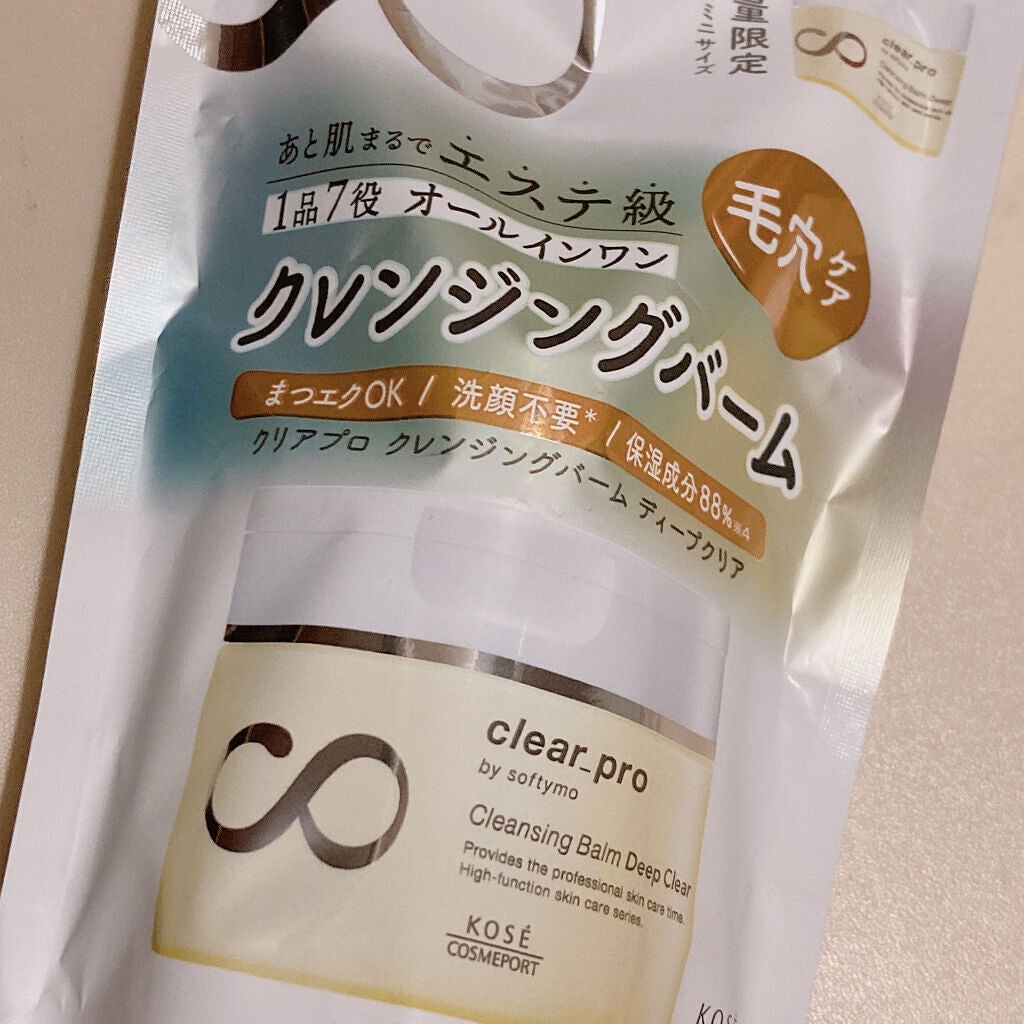 量限定
ミニサイズ
clear_pro
あと肌まるでエステ級
1品7役 オールインワン
クレンジングバーム
毛穴ケア
まつエクOK / 洗顔不要* / 保湿成分88%※4
クリアプロ クレンジングバーム ディープクリア
clear_pro
by softymo
Cleansing Balm Deep Clear
Provides the professional skin care time.
High-function skin care series.
KOSÉ
COSMEPORT
KOSÉ